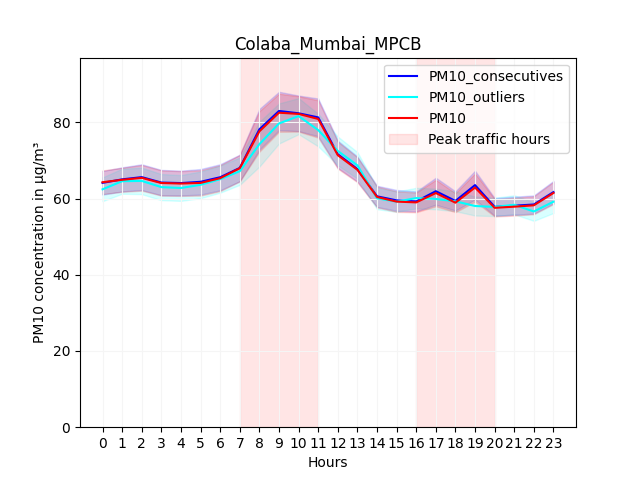 Colaba_Mumbai_MPCB
PM10_consecutives
PM10_outliers
PM10
Peak traffic hours
PM10 concentration in µg/m³
80
60
40
20
0
0 1 2 3 4 5 6 7 8 9 10 11 12 13 14 15 16 17 18 19 20 21 22 23
Hours